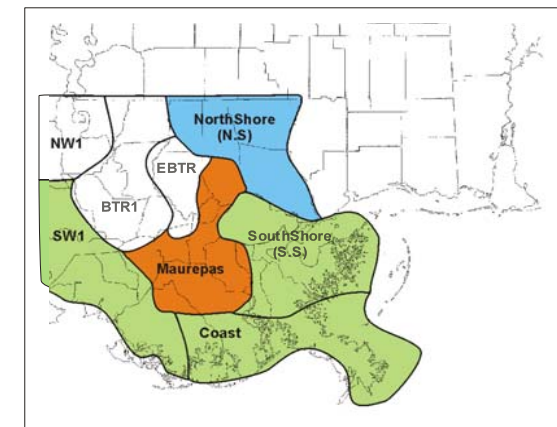 NorthShore
(N.S)
NW1
EBTR
BTR1
SW1
SouthShore
(S.S)
Maurepas
Coast